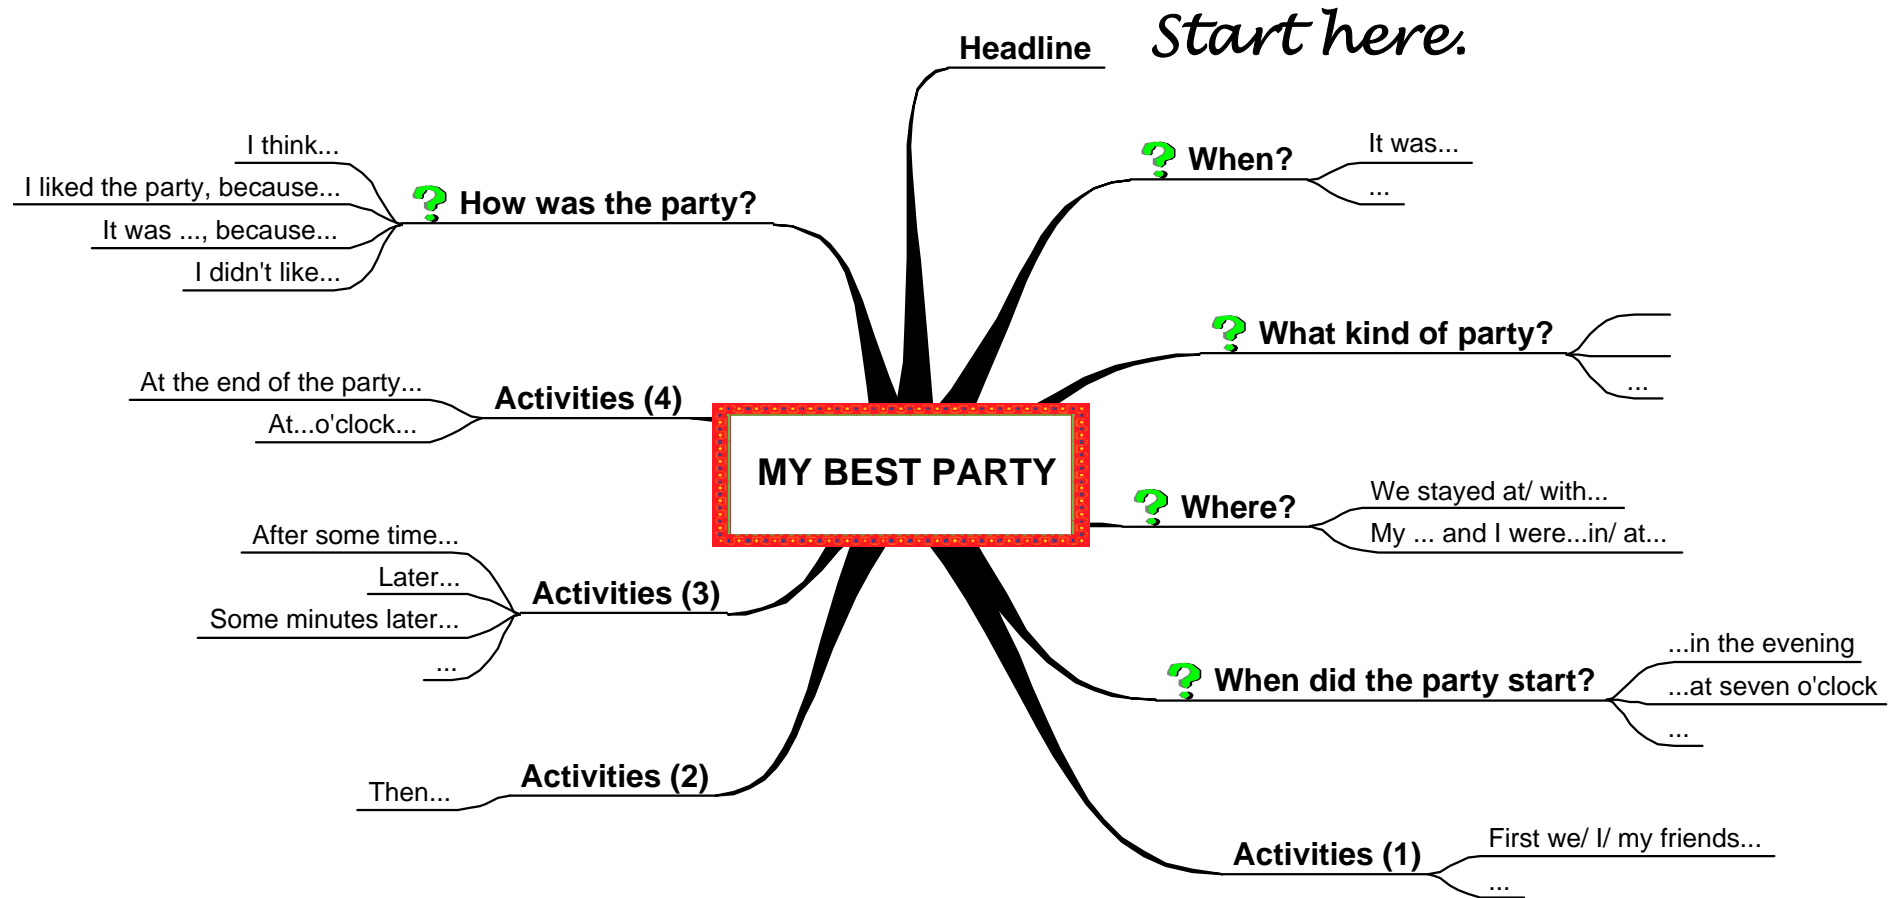 Start here.
Headline
When?
It was...
...
What kind of party?
...
Where?
We stayed at/ with...
My ... and I were...in/ at...
When did the party start?
...in the evening
...at seven o'clock
...
Activities (1)
First we/ I/ my friends...
...
Activities (2)
Then...
Activities (3)
After some time...
Later...
Some minutes later...
...
Activities (4)
At the end of the party...
At...o'clock...
How was the party?
I think...
I liked the party, because...
It was ..., because...
I didn't like...
MY BEST PARTY